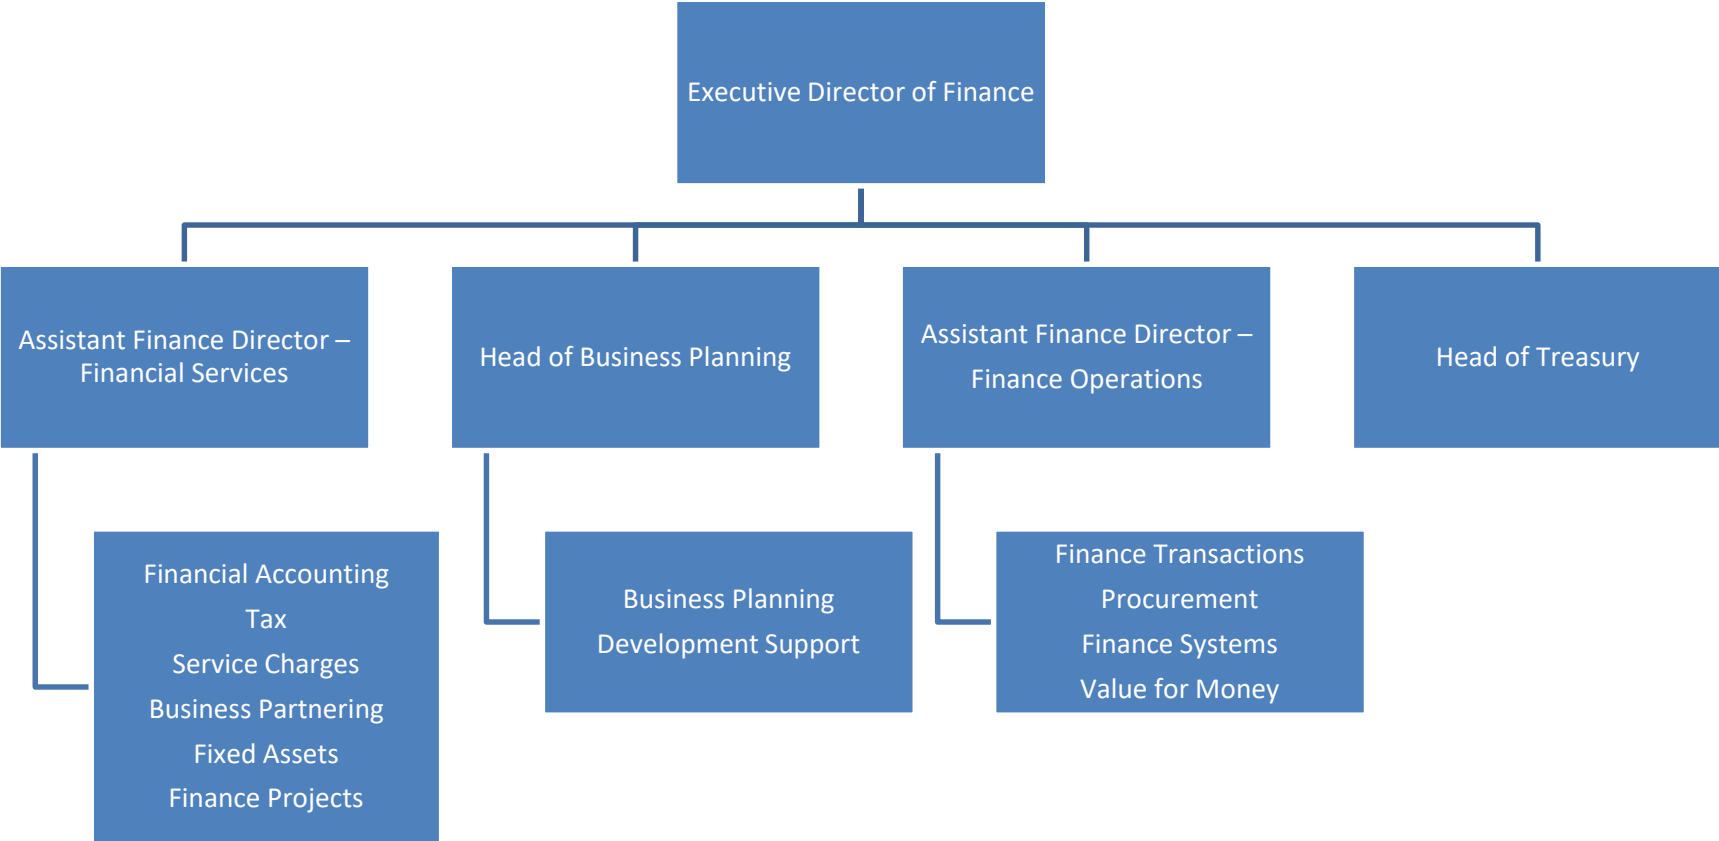 Executive Director of Finance
Assistant Finance Director –
Financial Services
Head of Business Planning
Assistant Finance Director –
Finance Operations
Head of Treasury
Financial Accounting
Tax
Service Charges
Business Partnering
Fixed Assets
Finance Projects
Business Planning
Development Support
Finance Transactions
Procurement
Finance Systems
Value for Money